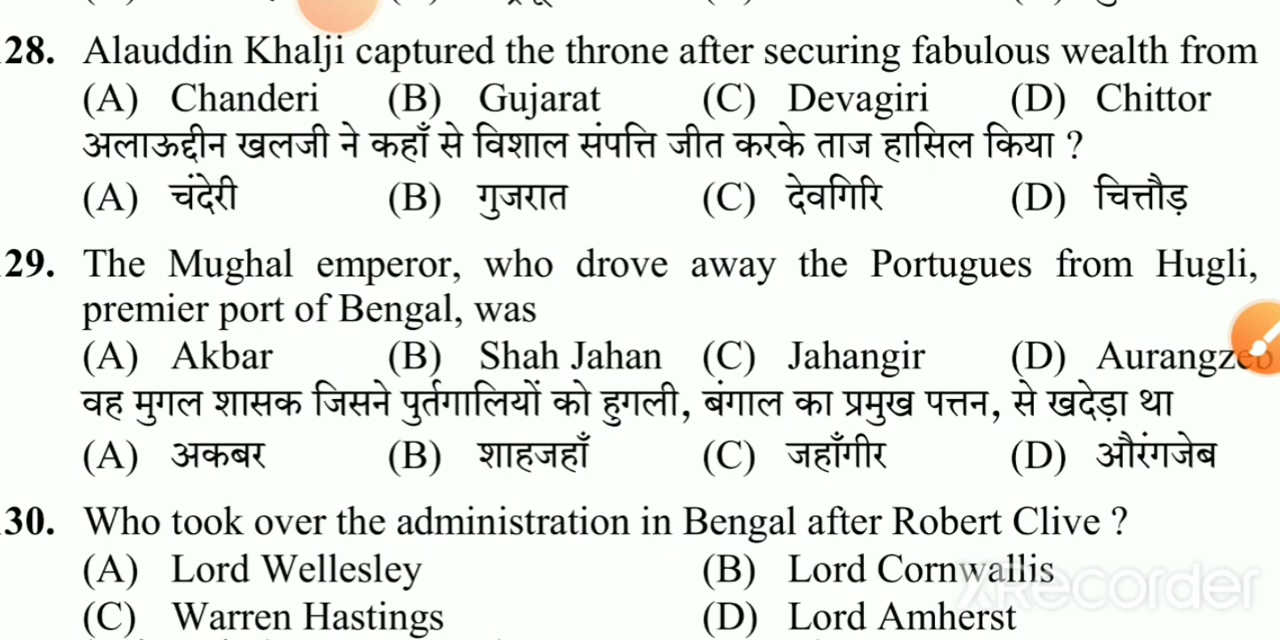 28. Alauddin Khalji captured the throne after securing fabulous wealth from
(A) Chanderi (B) Gujarat (C) Devagiri (D) Chittor
अलाऊद्दीन खलजी ने कहाँ से विशाल संपत्ति जीत करके ताज हासिल किया ?
(A) चंदेरी (B) गुजरात (C) देवगिरि (D) चित्तौड़
29. The Mughal emperor, who drove away the Portugues from Hugli,
premier port of Bengal, was
(A) Akbar (B) Shah Jahan (C) Jahangir (D) Aurangzeb
वह मुगल शासक जिसने पुर्तगालियों को हुगली, बंगाल का प्रमुख पत्तन, से खदेड़ा था
(A) अकबर (B) शाहजहाँ (C) जहाँगीर (D) औरंगजेब
30. Who took over the administration in Bengal after Robert Clive ?
(A) Lord Wellesley (B) Lord Cornwallis
XRecorder
(C) Warren Hastings (D) Lord Amherst